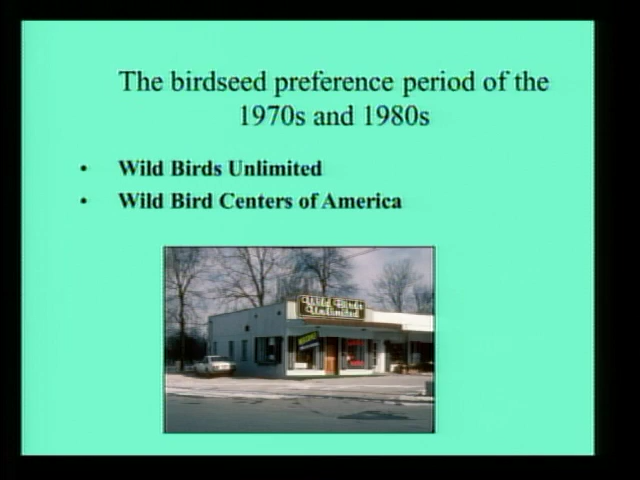 The birdseed preference period of the
1970s and 1980s
• Wild Birds Unlimited
• Wild Bird Centers of America
Wild Birds
Unlimited